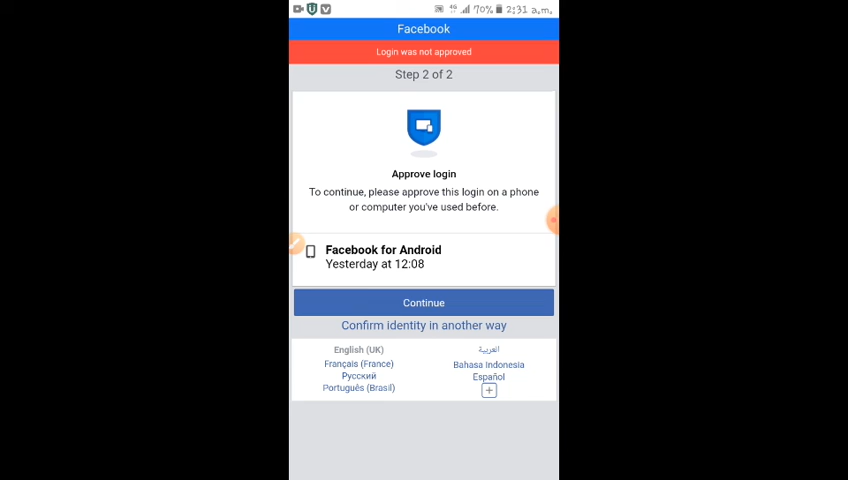 4G 70% 2:31 a.m.
Facebook
Login was not approved
Step 2 of 2
Approve login
To continue, please approve this login on a phone
or computer you've used before.
Facebook for Android
Yesterday at 12:08
Continue
Confirm identity in another way
English (UK)
العربية
Français (France)
Bahasa Indonesia
Русский
Español
Português (Brasil)
+